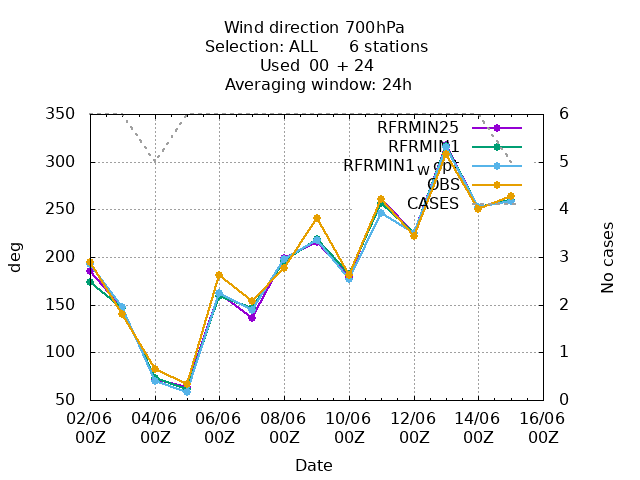 Wind direction 700hPa
Selection: ALL 6 stations
Used 00 + 24
Averaging window: 24h
350 6
RFRMIN25
RFRMIN1
300 5
RFRMIN1w op
OBS
CASES
250 4
200 3
150 2
100 1
50 0
deg
No cases
02/06 04/06 06/06 08/06 10/06 12/06 14/06 16/06
00Z 00Z 00Z 00Z 00Z 00Z 00Z 00Z
Date